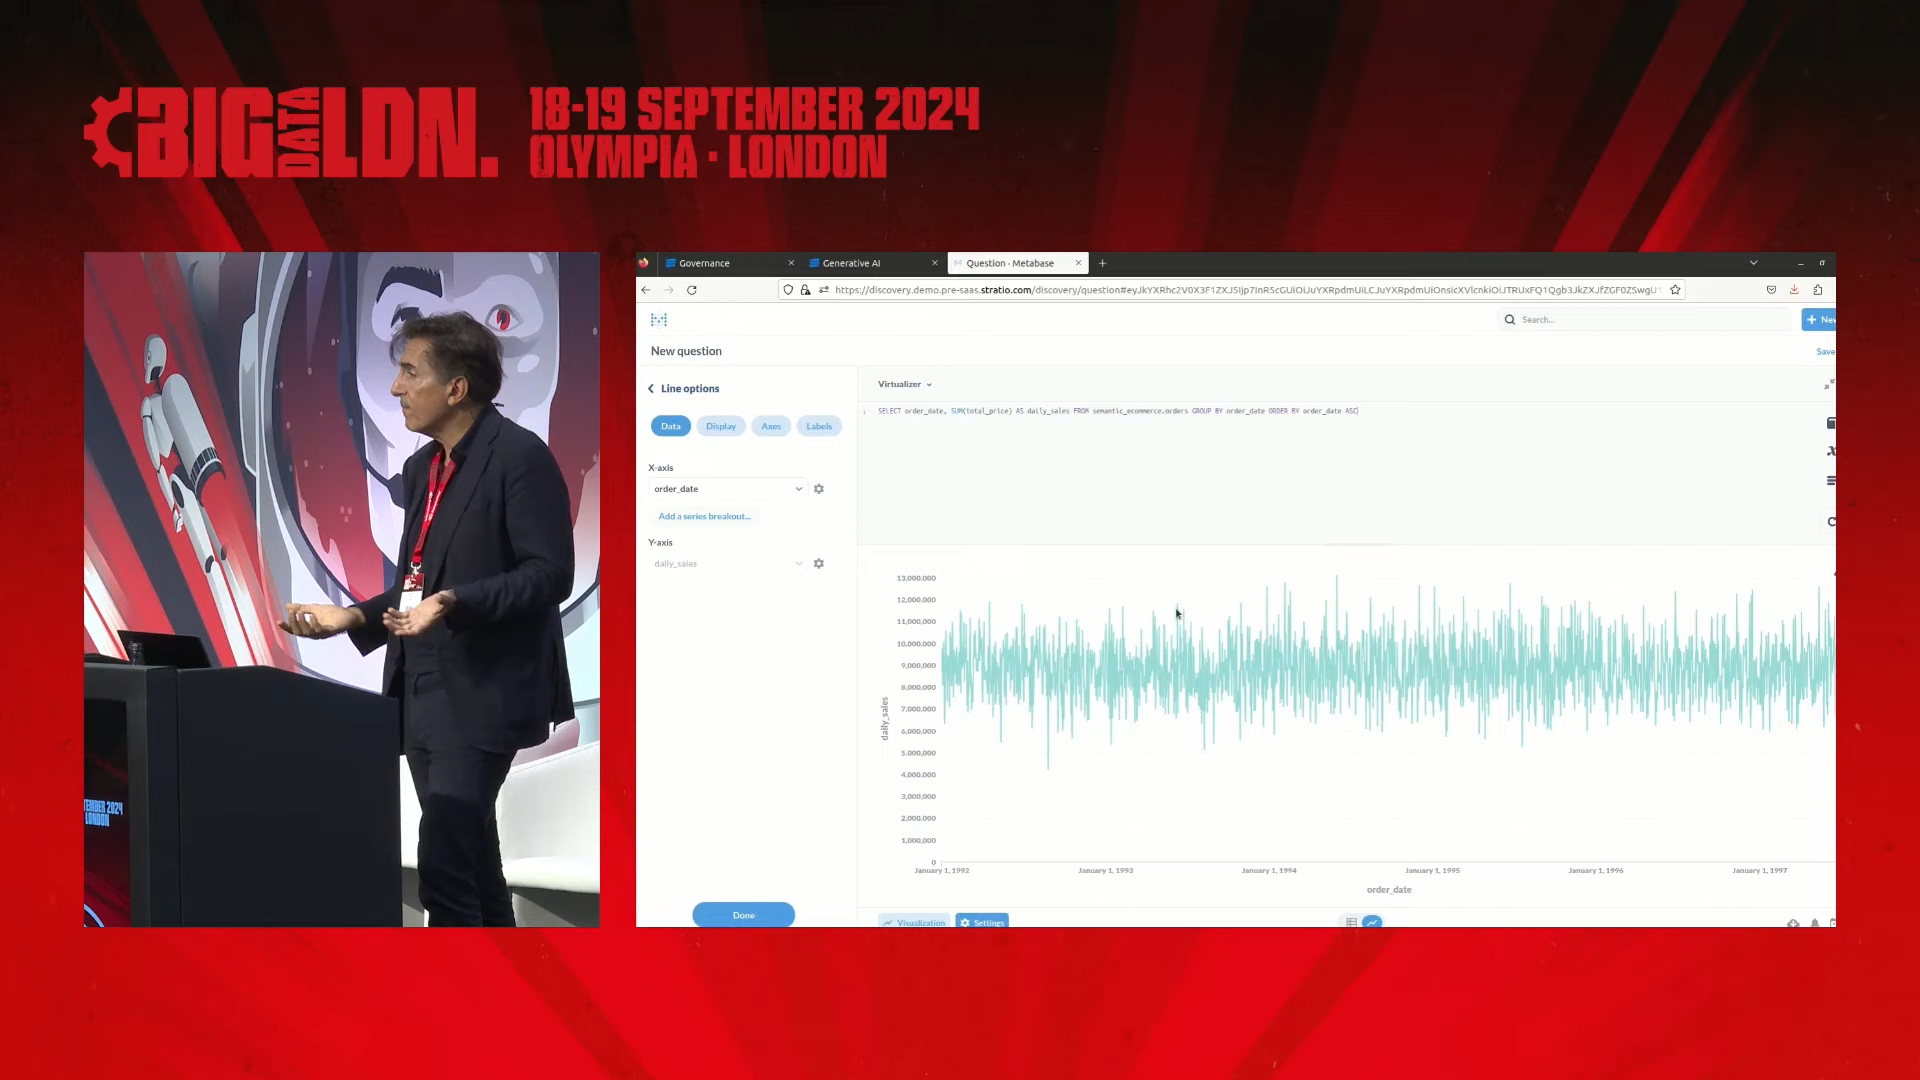 BIG DATA LDN.
18-19 SEPTEMBER 2024
OLYMPIA · LONDON
TEMBER 2024
LONDON
Governance
Generative AI
Question · Metabase
Search...
New
New question
Save
Line options
Data
Display
Axes
Labels
X-axis
order_date
Add a series breakout...
Y-axis
daily_sales
Done
Virtualizer
1
SELECT order_date, SUM(total_price) AS daily_sales FROM semantic_ecommerce.orders GROUP BY order_date ORDER BY order_date ASC
13,000,000
12,000,000
11,000,000
10,000,000
9,000,000
8,000,000
7,000,000
6,000,000
5,000,000
4,000,000
3,000,000
2,000,000
1,000,000
0
daily_sales
January 1, 1992
January 1, 1993
January 1, 1994
January 1, 1995
January 1, 1996
January 1, 1997
order_date
Visualization
Settings